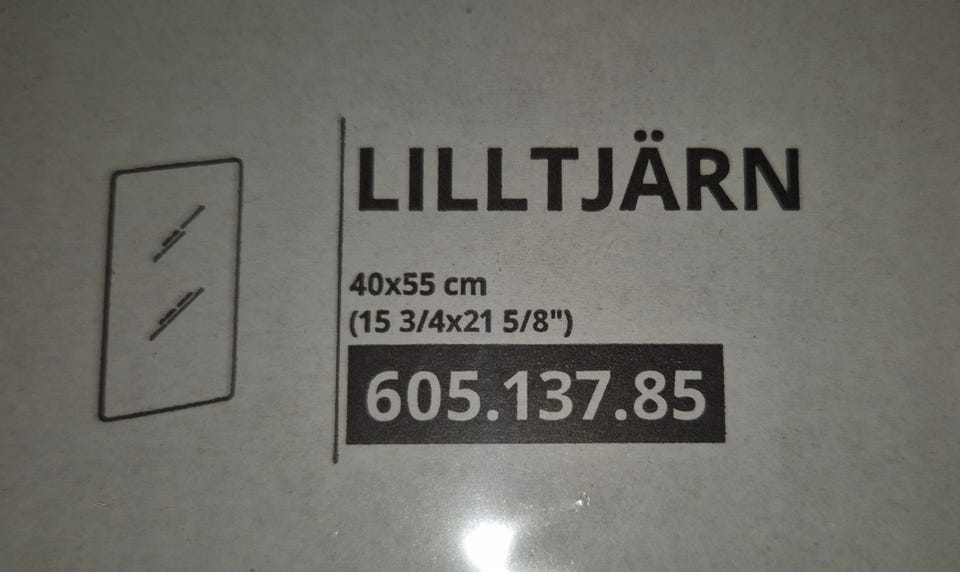 LILLTJÄRN
40x55 cm
(15 3/4x21 5/8")
605.137.85